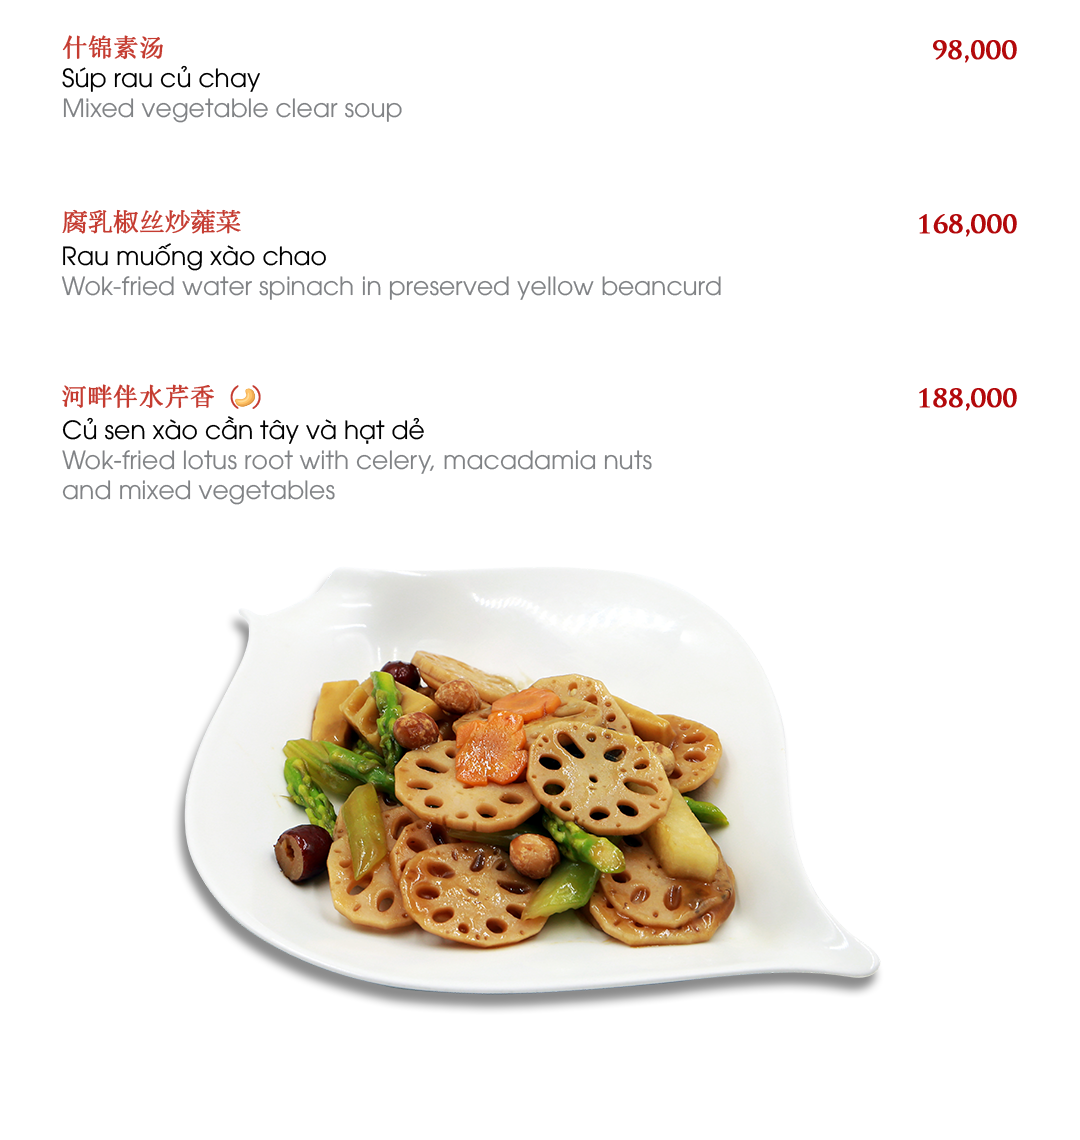 什锦素汤
98,000
Súp rau củ chay
Mixed vegetable clear soup
腐乳椒丝炒蕹菜
168,000
Rau muống xào chao
Wok-fried water spinach in preserved yellow beancurd
河畔伴水芹香
188,000
Củ sen xào cần tây và hạt dẻ
Wok-fried lotus root with celery, macadamia nuts
and mixed vegetables